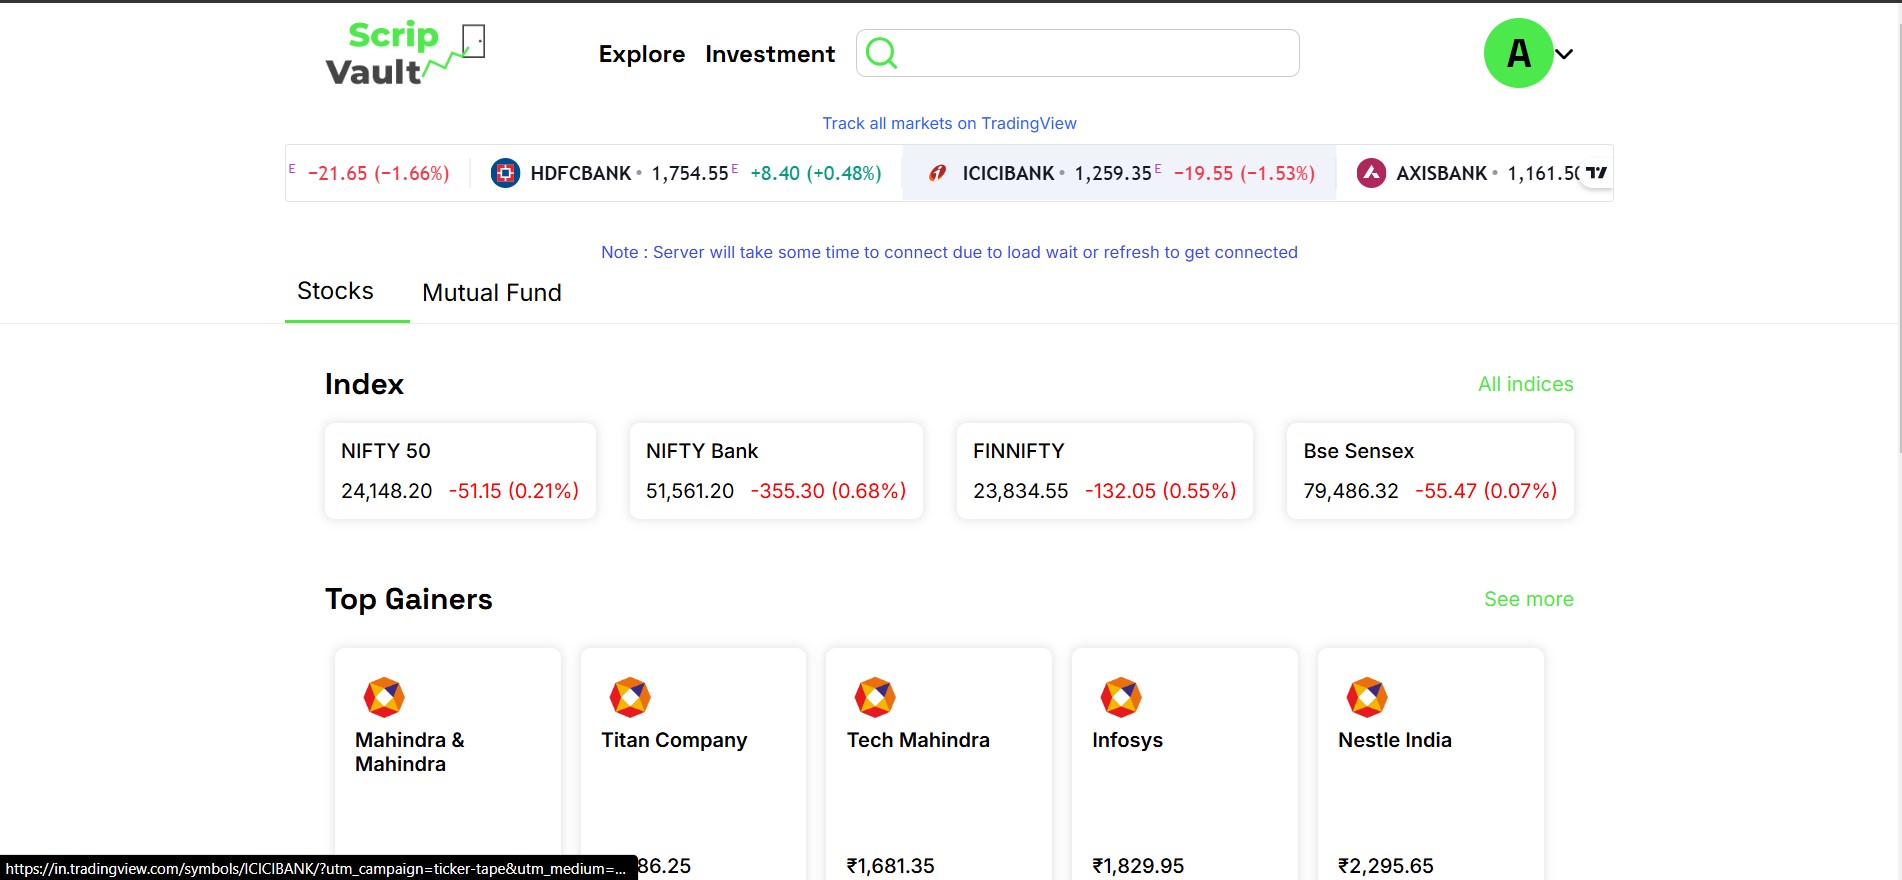 Scrip
Vault
Explore Investment
A
Track all markets on TradingView
E −21.65 (−1.66%) HDFCBANK • 1,754.55 E +8.40 (+0.48%) ICICIBANK • 1,259.35 E −19.55 (−1.53%) AXISBANK • 1,161.50
Note : Server will take some time to connect due to load wait or refresh to get connected
Stocks Mutual Fund
Index All indices
NIFTY 50
24,148.20 -51.15 (0.21%)
NIFTY Bank
51,561.20 -355.30 (0.68%)
FINNIFTY
23,834.55 -132.05 (0.55%)
Bse Sensex
79,486.32 -55.47 (0.07%)
Top Gainers See more
Mahindra &
Mahindra
Titan Company
86.25
Tech Mahindra
₹1,681.35
Infosys
₹1,829.95
Nestle India
₹2,295.65
https://in.tradingview.com/symbols/ICICIBANK/?utm_campaign=ticker-tape&utm_medium=...